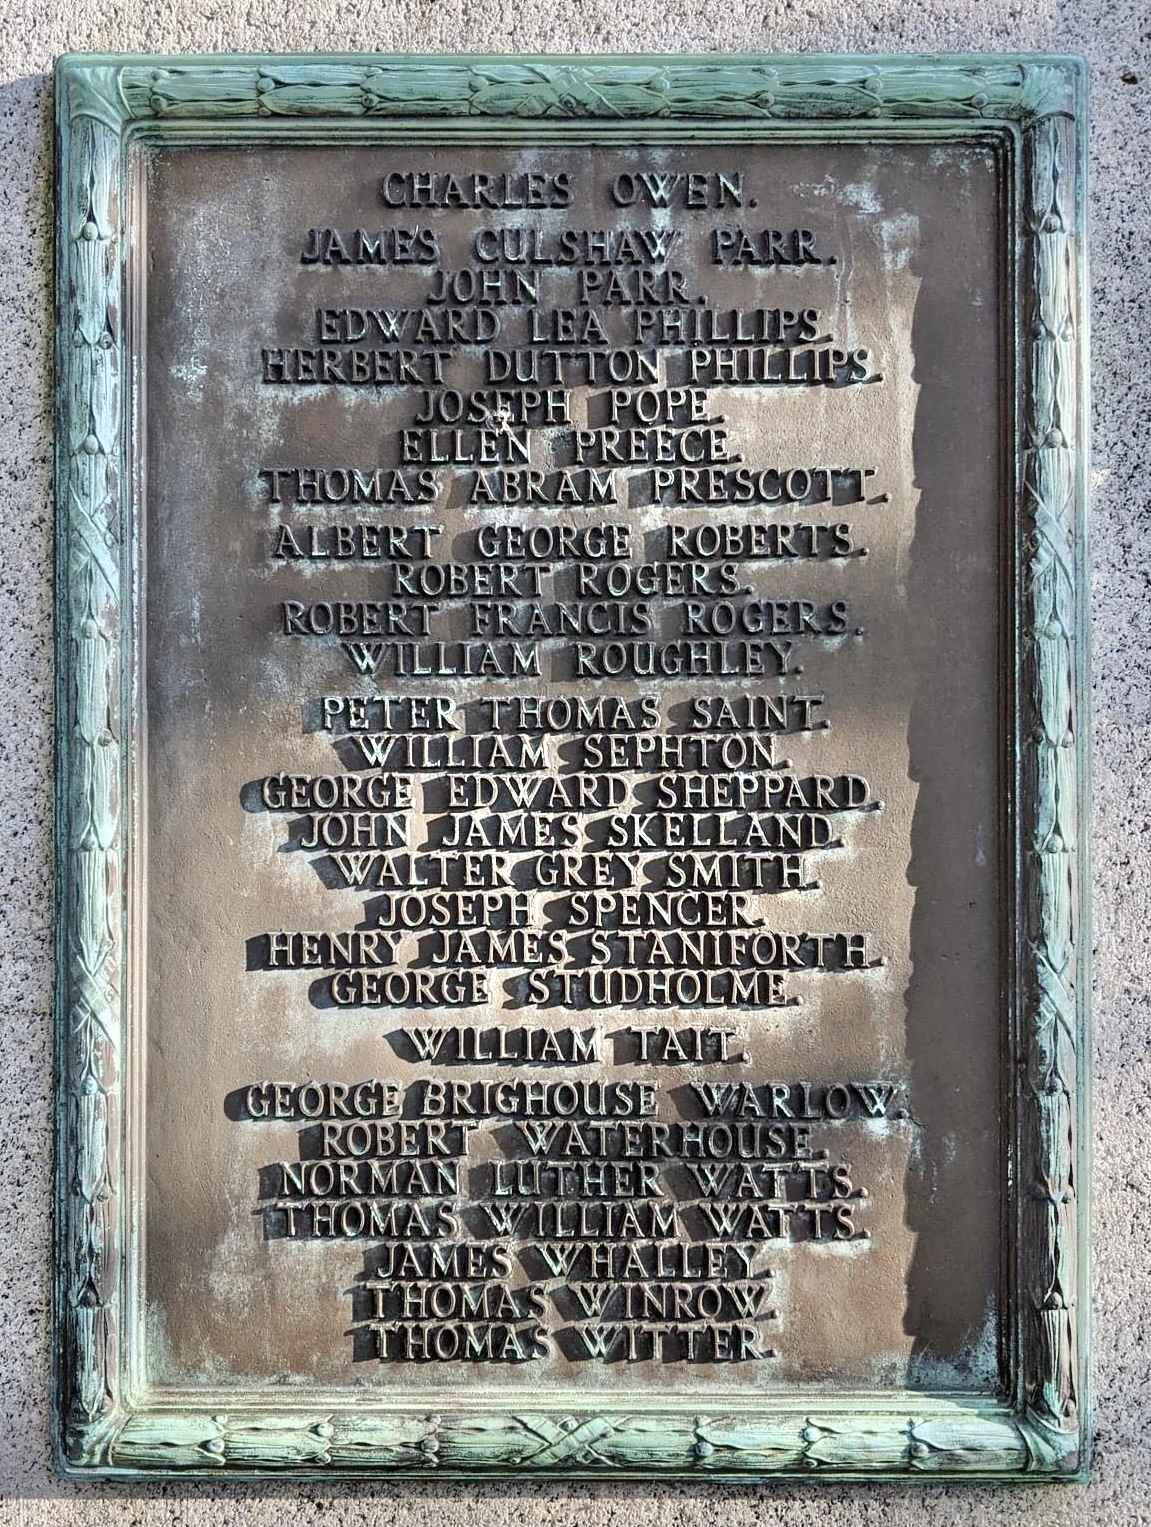 CHARLES OWEN.
JAMES CULSHAW PARR.
JOHN PARR.
EDWARD LEA PHILLIPS.
HERBERT DUTTON PHILLIPS.
JOSEPH POPE.
ELLEN PREECE.
THOMAS ABRAM PRESCOTT.
ALBERT GEORGE ROBERTS.
ROBERT ROGERS.
ROBERT FRANCIS ROGERS.
WILLIAM ROUGHLEY.
PETER THOMAS SAINT.
WILLIAM SEPHTON.
GEORGE EDWARD SHEPPARD.
JOHN JAMES SKELLAND.
WALTER GREY SMITH.
JOSEPH SPENCER.
HENRY JAMES STANIFORTH.
GEORGE STUDHOLME.
WILLIAM TAIT.
GEORGE BRIGHOUSE WARLOW.
ROBERT WATERHOUSE.
NORMAN LUTHER WATTS.
THOMAS WILLIAM WATTS.
JAMES WHALLEY.
THOMAS WINROW.
THOMAS WITTER.